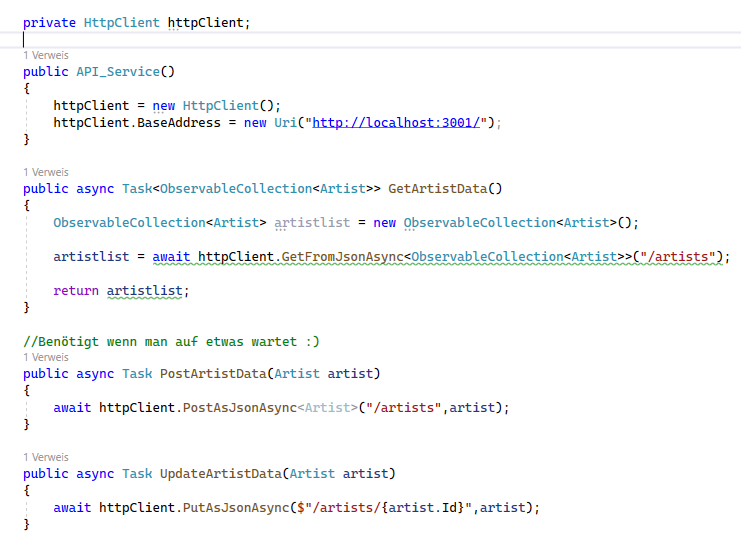 private HttpClient httpClient;
1 Verweis
public API_Service()
{
httpClient = new HttpClient();
httpClient.BaseAddress = new Uri("http://localhost:3001/");
}
1 Verweis
public async Task<ObservableCollection<Artist>> GetArtistData()
{
ObservableCollection<Artist> artistlist = new ObservableCollection<Artist>();
artistlist = await httpClient.GetFromJsonAsync<ObservableCollection<Artist>>("/artists");
return artistlist;
}
//Benötigt wenn man auf etwas wartet :)
1 Verweis
public async Task PostArtistData(Artist artist)
{
await httpClient.PostAsJsonAsync<Artist>("/artists",artist);
}
1 Verweis
public async Task UpdateArtistData(Artist artist)
{
await httpClient.PutAsJsonAsync($"/artists/{artist.Id}",artist);
}